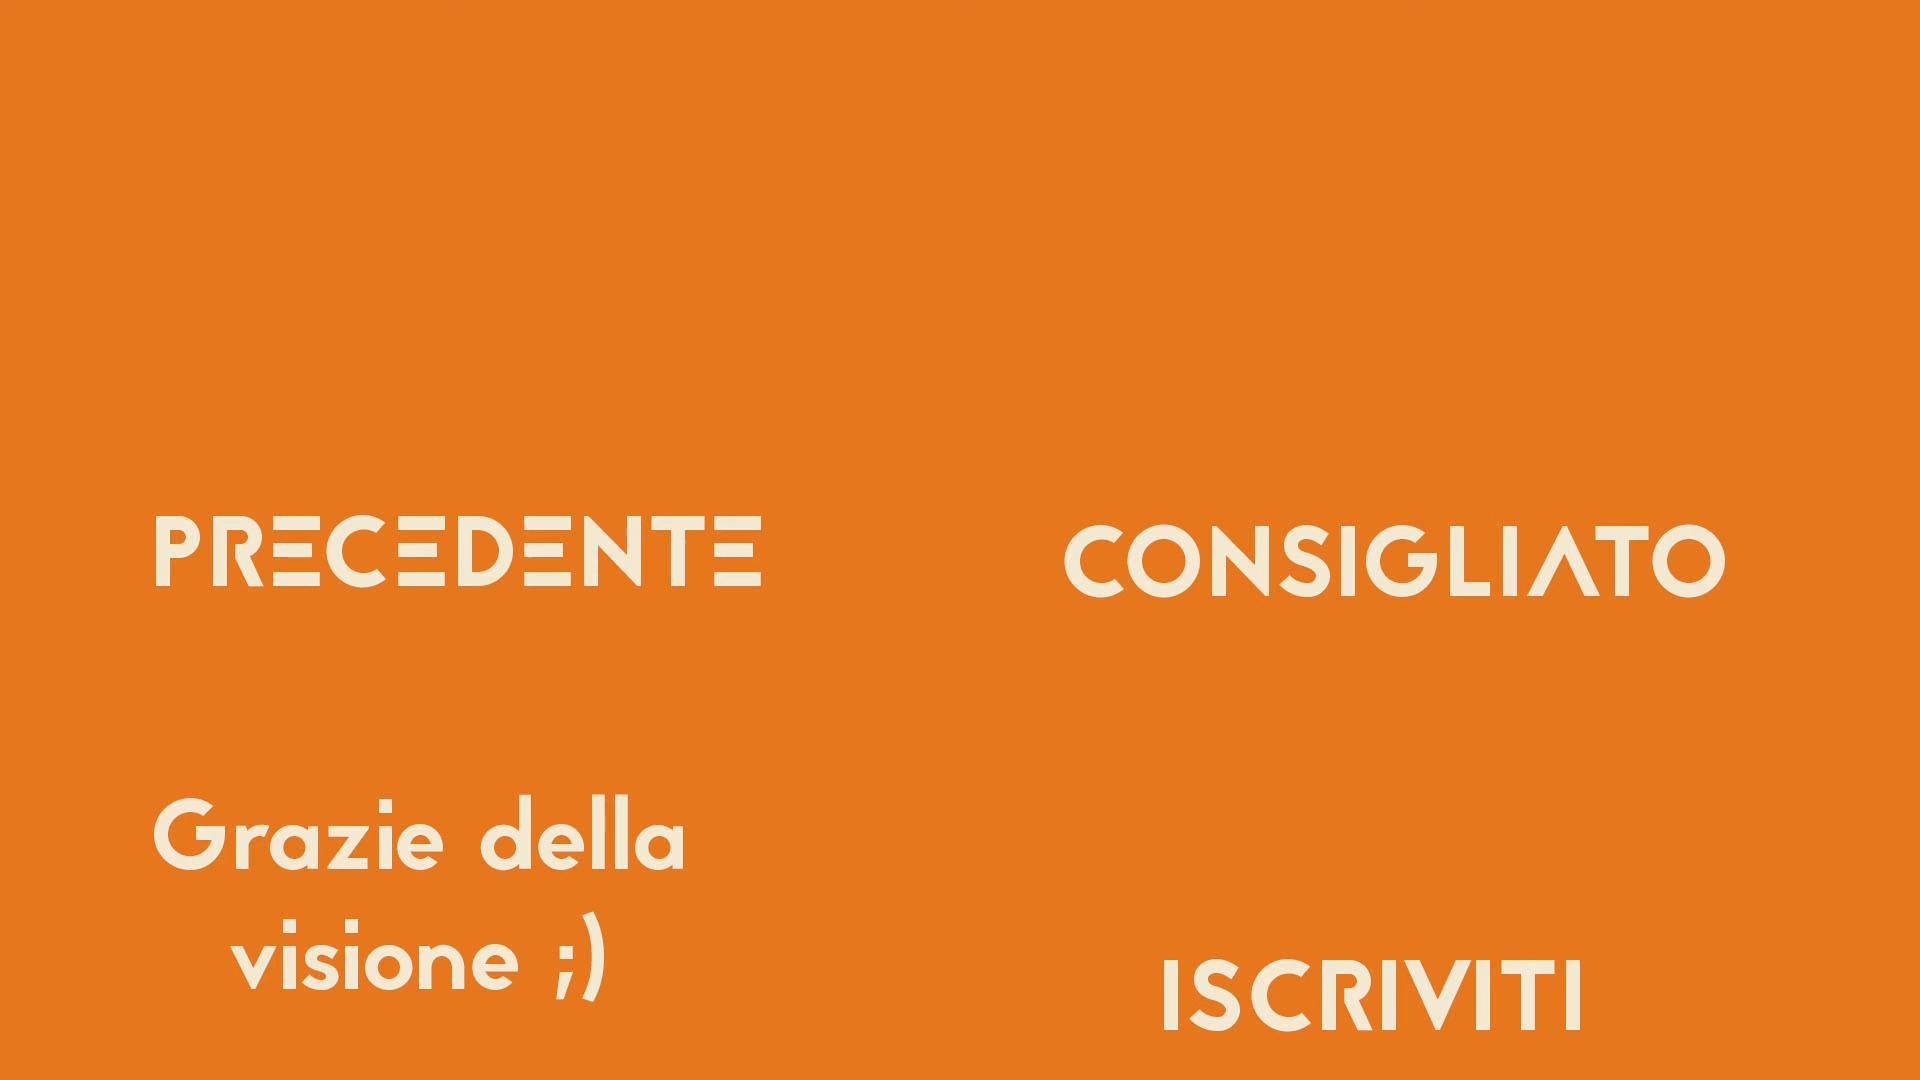 PRECEDENTE
CONSIGLIATO
Grazie della
visione ;)
ISCRIVITI